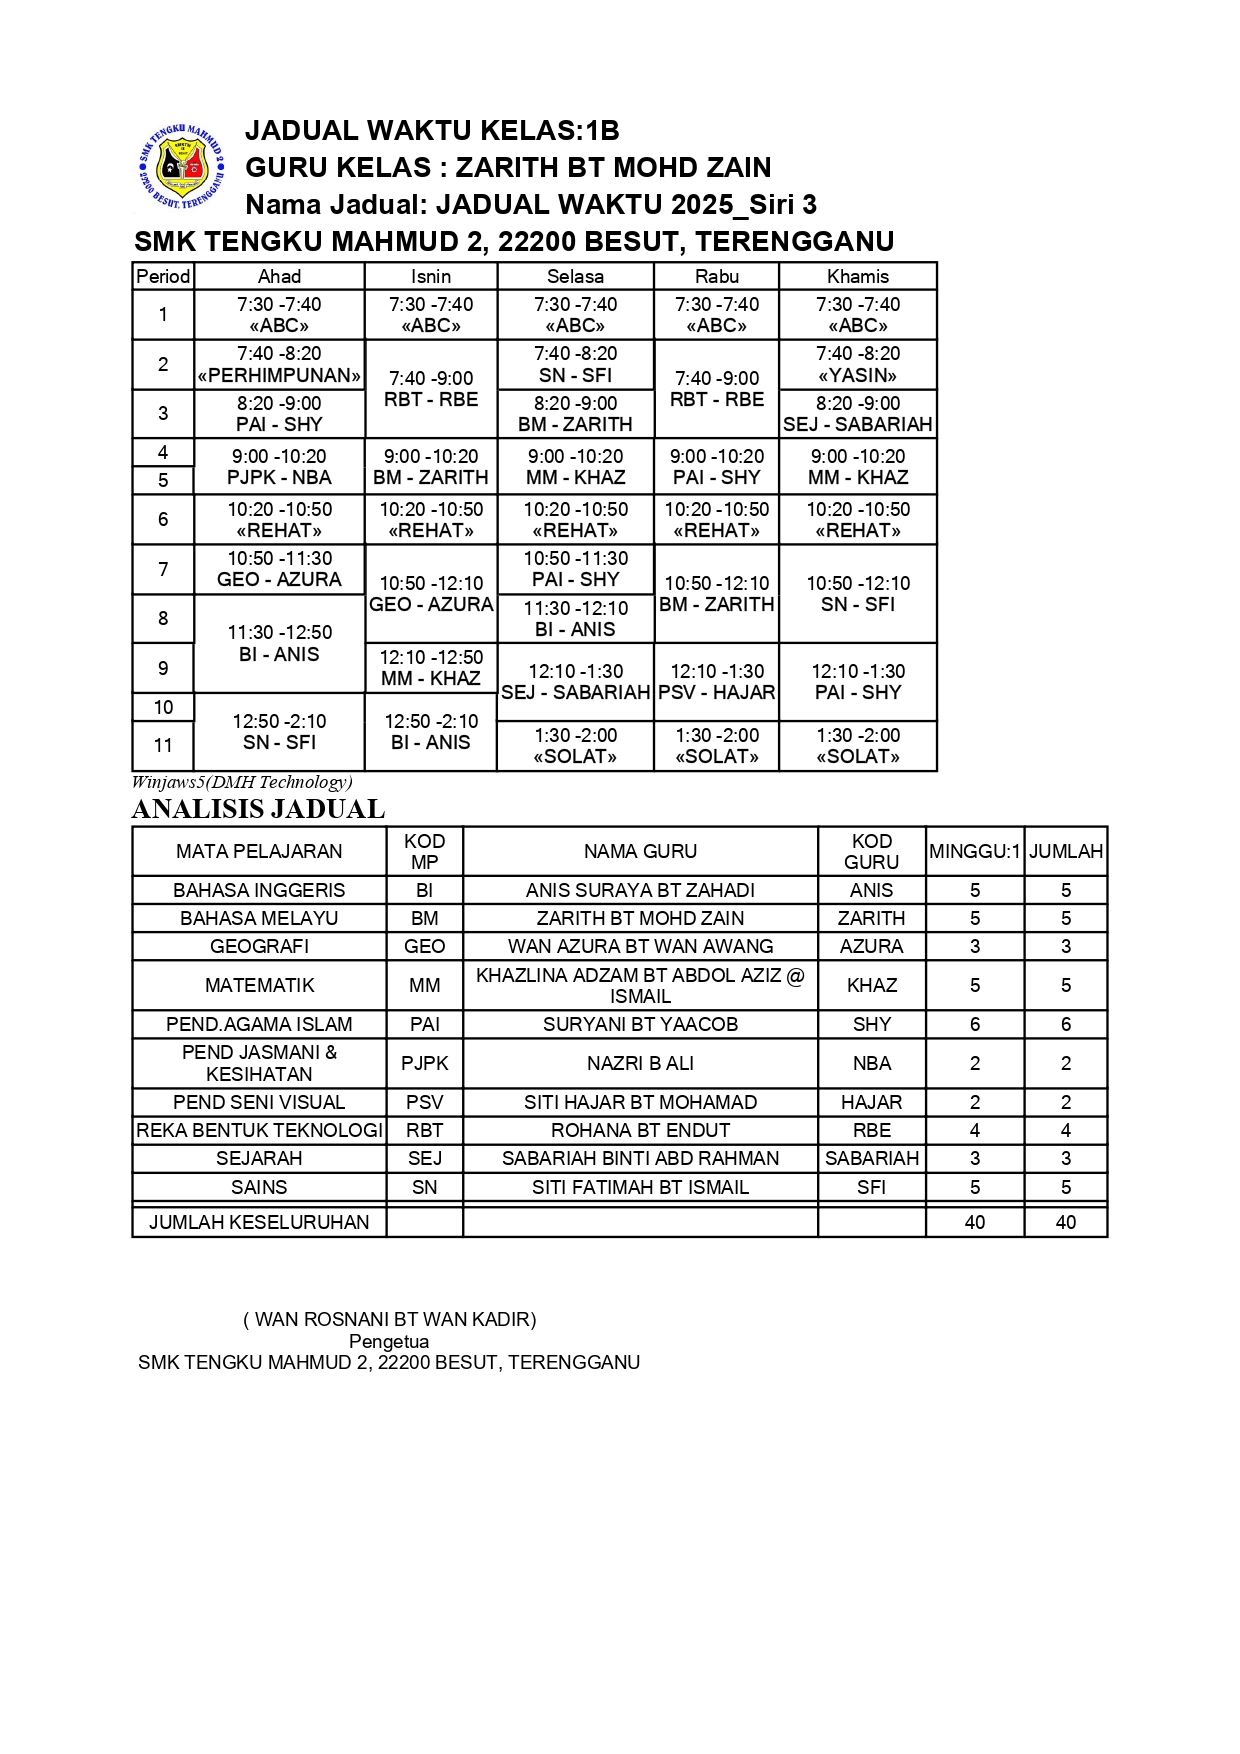 SMK TENGKU MAHMUD 2
22200 BESUT, TERENGGANU
JADUAL WAKTU KELAS:1B
GURU KELAS : ZARITH BT MOHD ZAIN
Nama Jadual: JADUAL WAKTU 2025_Siri 3
SMK TENGKU MAHMUD 2, 22200 BESUT, TERENGGANU
Period Ahad Isnin Selasa Rabu Khamis
1
7:30 -7:40 7:30 -7:40 7:30 -7:40 7:30 -7:40 7:30 -7:40
«ABC» «ABC» «ABC» «ABC» «ABC»
2
7:40 -8:20
«PERHIMPUNAN»
7:40 -9:00
RBT - RBE
7:40 -8:20
SN - SFI
7:40 -9:00
RBT - RBE
7:40 -8:20
«YASIN»
3
8:20 -9:00
PAI - SHY
8:20 -9:00
BM - ZARITH
8:20 -9:00
SEJ - SABARIAH
4
5
9:00 -10:20 9:00 -10:20 9:00 -10:20 9:00 -10:20 9:00 -10:20
PJPK - NBA BM - ZARITH MM - KHAZ PAI - SHY MM - KHAZ
6
10:20 -10:50 10:20 -10:50 10:20 -10:50 10:20 -10:50 10:20 -10:50
«REHAT» «REHAT» «REHAT» «REHAT» «REHAT»
7
10:50 -11:30
GEO - AZURA
10:50 -12:10
GEO - AZURA
10:50 -11:30
PAI - SHY
10:50 -12:10
BM - ZARITH
10:50 -12:10
SN - SFI
8
11:30 -12:50
BI - ANIS
11:30 -12:10
BI - ANIS
9
12:10 -12:50
MM - KHAZ
12:10 -1:30
SEJ - SABARIAH
12:10 -1:30
PSV - HAJAR
12:10 -1:30
PAI - SHY
10
12:50 -2:10
SN - SFI
12:50 -2:10
BI - ANIS
11
1:30 -2:00 1:30 -2:00 1:30 -2:00
«SOLAT» «SOLAT» «SOLAT»
Winjaws5(DMH Technology)
ANALISIS JADUAL
MATA PELAJARAN KOD MP NAMA GURU KOD GURU MINGGU:1 JUMLAH
BAHASA INGGERIS BI ANIS SURAYA BT ZAHADI ANIS 5 5
BAHASA MELAYU BM ZARITH BT MOHD ZAIN ZARITH 5 5
GEOGRAFI GEO WAN AZURA BT WAN AWANG AZURA 3 3
MATEMATIK MM KHAZLINA ADZAM BT ABDOL AZIZ @ ISMAIL KHAZ 5 5
PEND.AGAMA ISLAM PAI SURYANI BT YAACOB SHY 6 6
PEND JASMANI & KESIHATAN PJPK NAZRI B ALI NBA 2 2
PEND SENI VISUAL PSV SITI HAJAR BT MOHAMAD HAJAR 2 2
REKA BENTUK TEKNOLOGI RBT ROHANA BT ENDUT RBE 4 4
SEJARAH SEJ SABARIAH BINTI ABD RAHMAN SABARIAH 3 3
SAINS SN SITI FATIMAH BT ISMAIL SFI 5 5
JUMLAH KESELURUHAN 40 40
( WAN ROSNANI BT WAN KADIR)
Pengetua
SMK TENGKU MAHMUD 2, 22200 BESUT, TERENGGANU